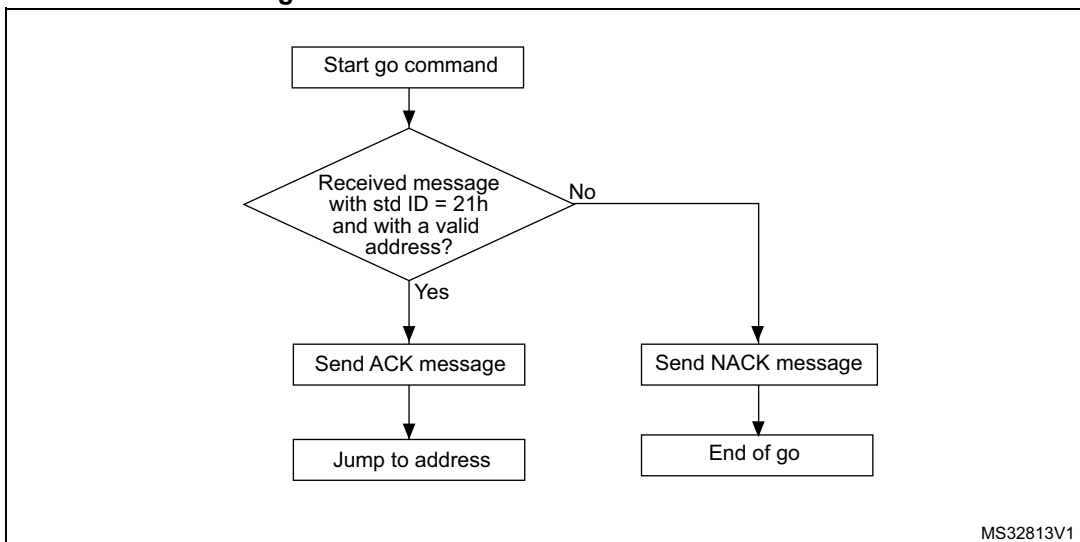 Start go command
Received message
with std ID = 21h
and with a valid
address?
No
Yes
Send ACK message
Send NACK message
Jump to address
End of go
MS32813V1